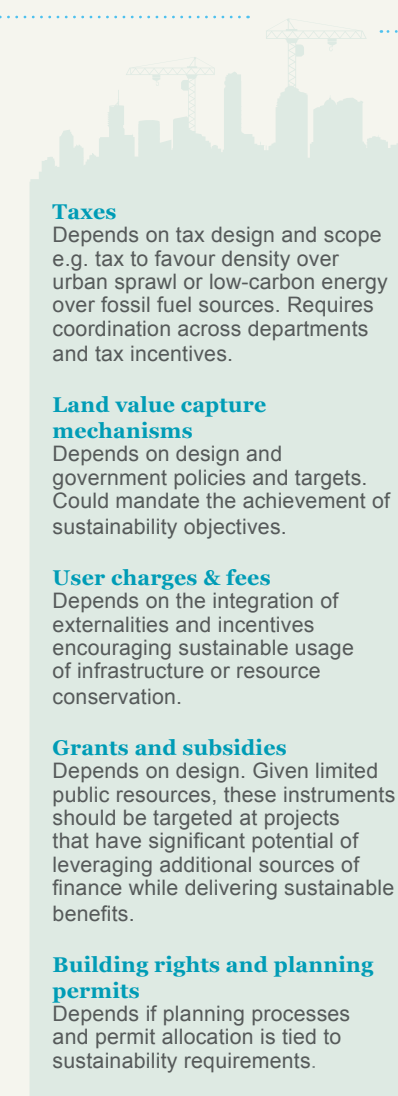 Taxes
Depends on tax design and scope
e.g. tax to favour density over
urban sprawl or low-carbon energy
over fossil fuel sources. Requires
coordination across departments
and tax incentives.
Land value capture
mechanisms
Depends on design and
government policies and targets.
Could mandate the achievement of
sustainability objectives.
User charges & fees
Depends on the integration of
externalities and incentives
encouraging sustainable usage
of infrastructure or resource
conservation.
Grants and subsidies
Depends on design. Given limited
public resources, these instruments
should be targeted at projects
that have significant potential of
leveraging additional sources of
finance while delivering sustainable
benefits.
Building rights and planning
permits
Depends if planning processes
and permit allocation is tied to
sustainability requirements.